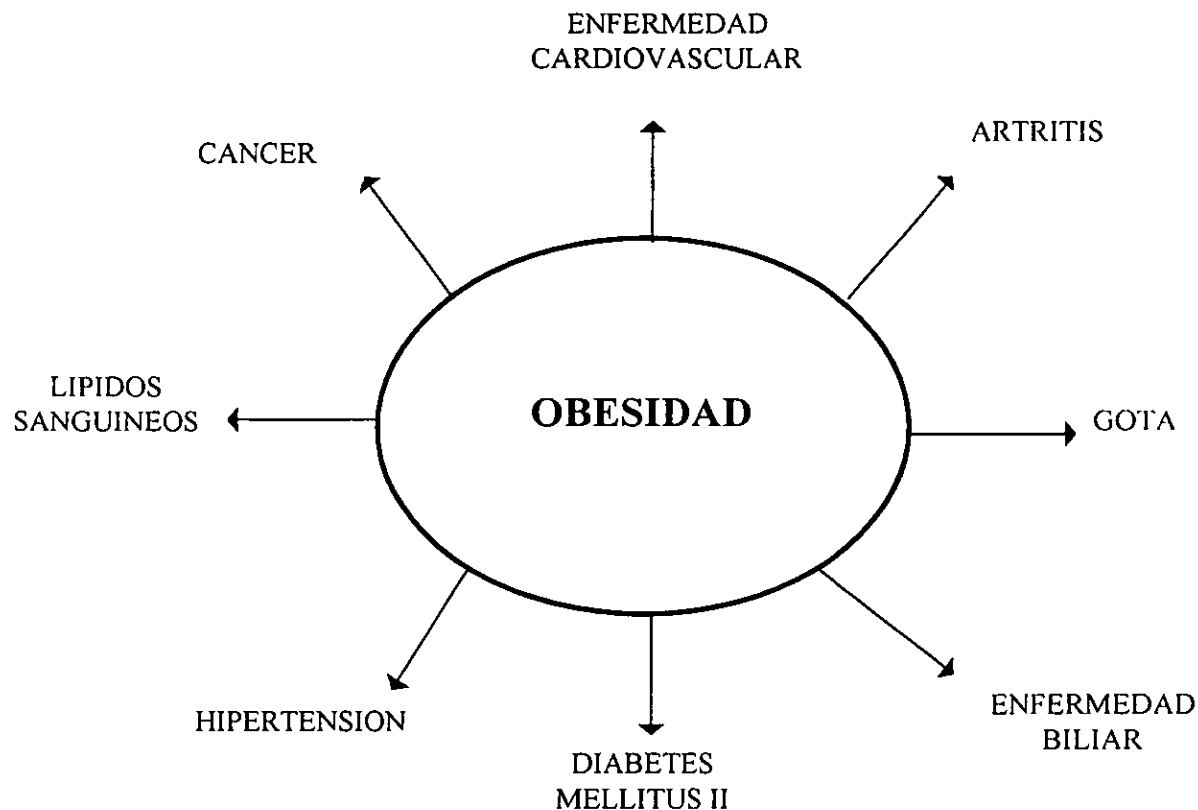 ENFERMEDAD
CARDIOVASCULAR
CANCER
ARTRITIS
LIPIDOS
SANGUINEOS
OBESIDAD
GOTA
HIPERTENSION
DIABETES
MELLITUS II
ENFERMEDAD
BILIAR